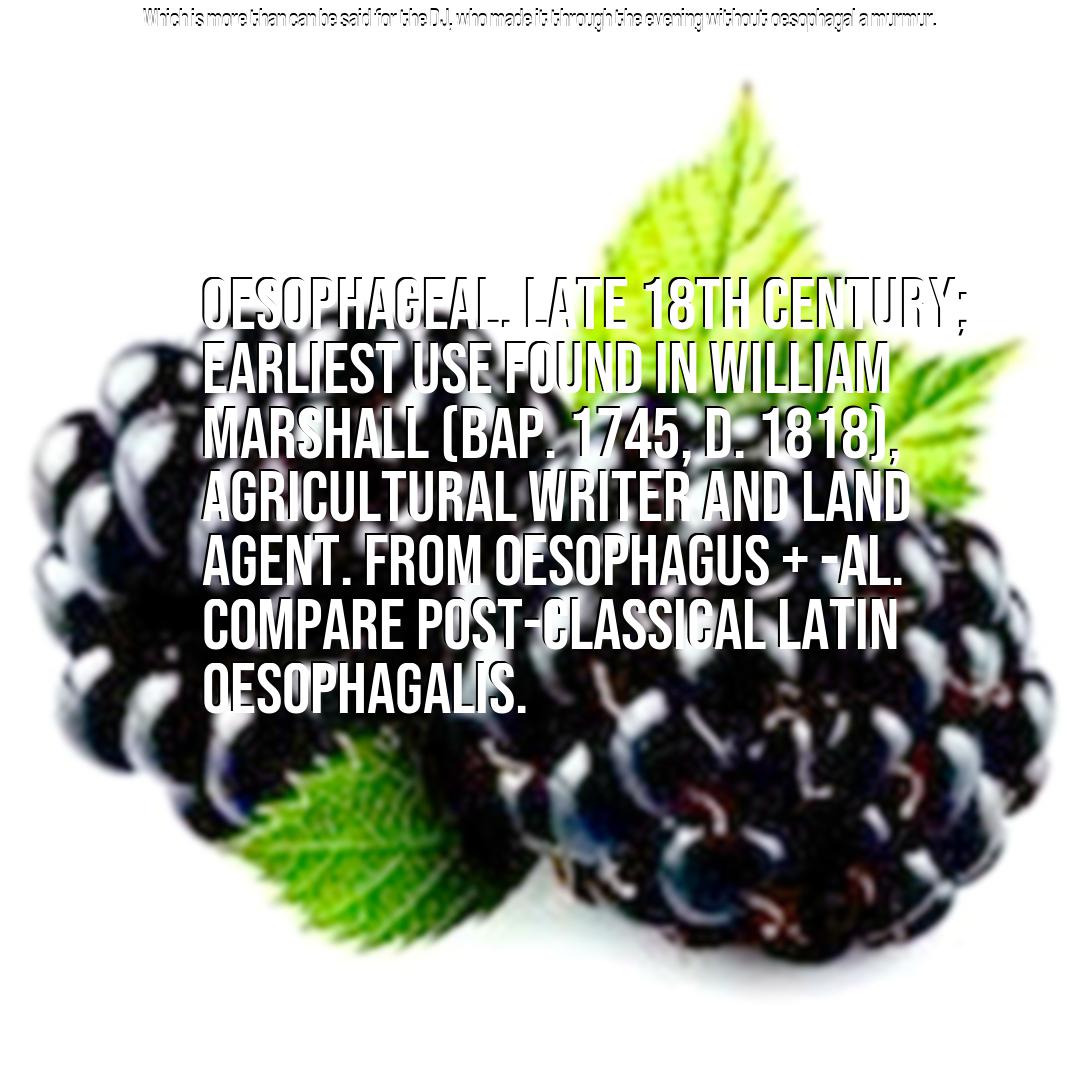 Which is more than can be said for the DJ, who made it through the evening without oesophagal a murmur.
OESOPHAGEAL. LATE 18TH CENTURY;
EARLIEST USE FOUND IN WILLIAM
MARSHALL (BAP. 1745, D. 1818),
AGRICULTURAL WRITER AND LAND
AGENT. FROM OESOPHAGUS + -AL.
COMPARE POST-CLASSICAL LATIN
OESOPHAGALIS.